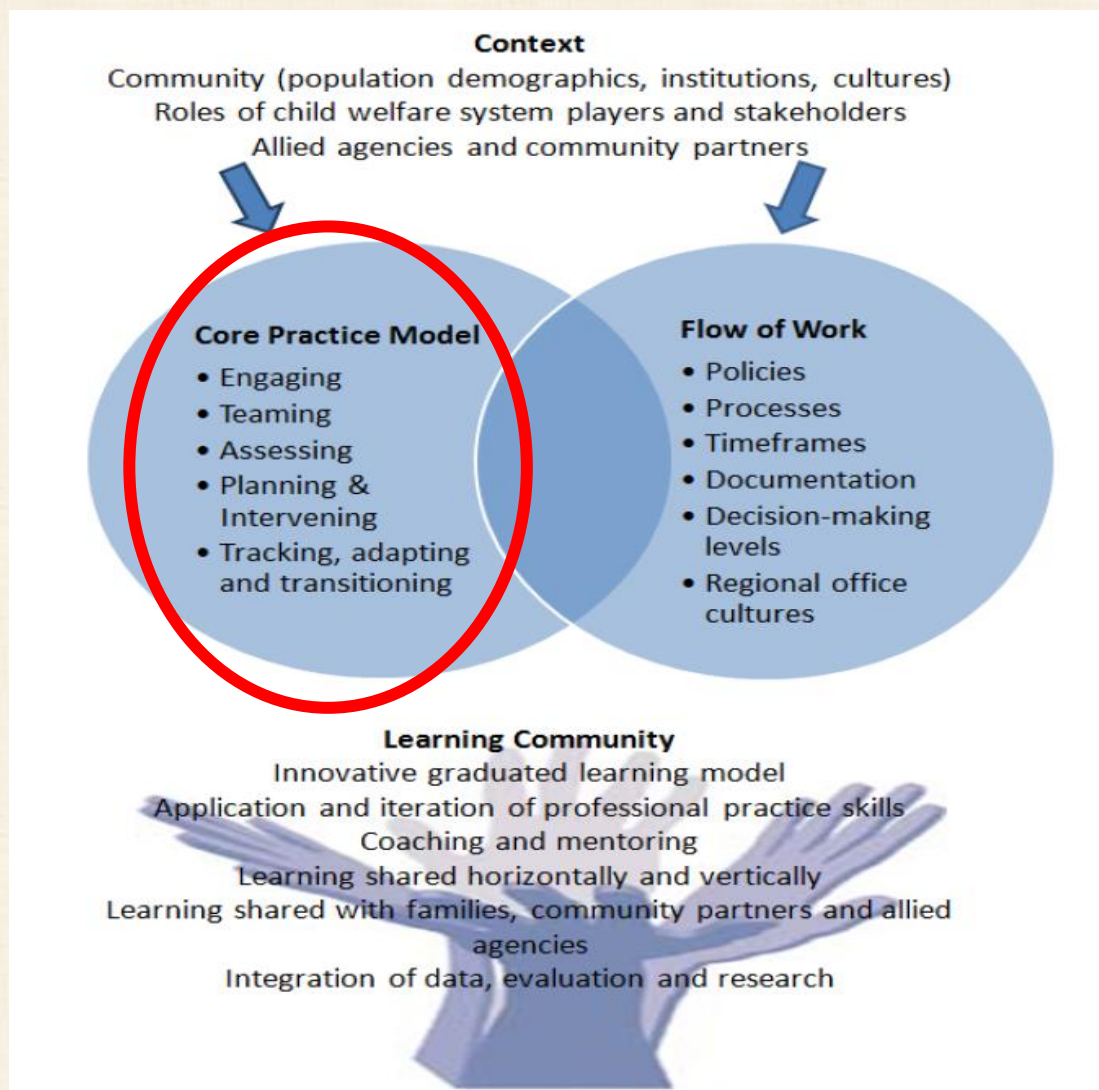 Context
Community (population demographics, institutions, cultures)
Roles of child welfare system players and stakeholders
Allied agencies and community partners
Core Practice Model
• Engaging
• Teaming
• Assessing
• Planning &
Intervening
• Tracking, adapting
and transitioning
Flow of Work
• Policies
• Processes
• Timeframes
• Documentation
• Decision-making
levels
• Regional office
cultures
Learning Community
Innovative graduated learning model
Application and iteration of professional practice skills
Coaching and mentoring
Learning shared horizontally and vertically
Learning shared with families, community partners and allied
agencies
Integration of data, evaluation and research